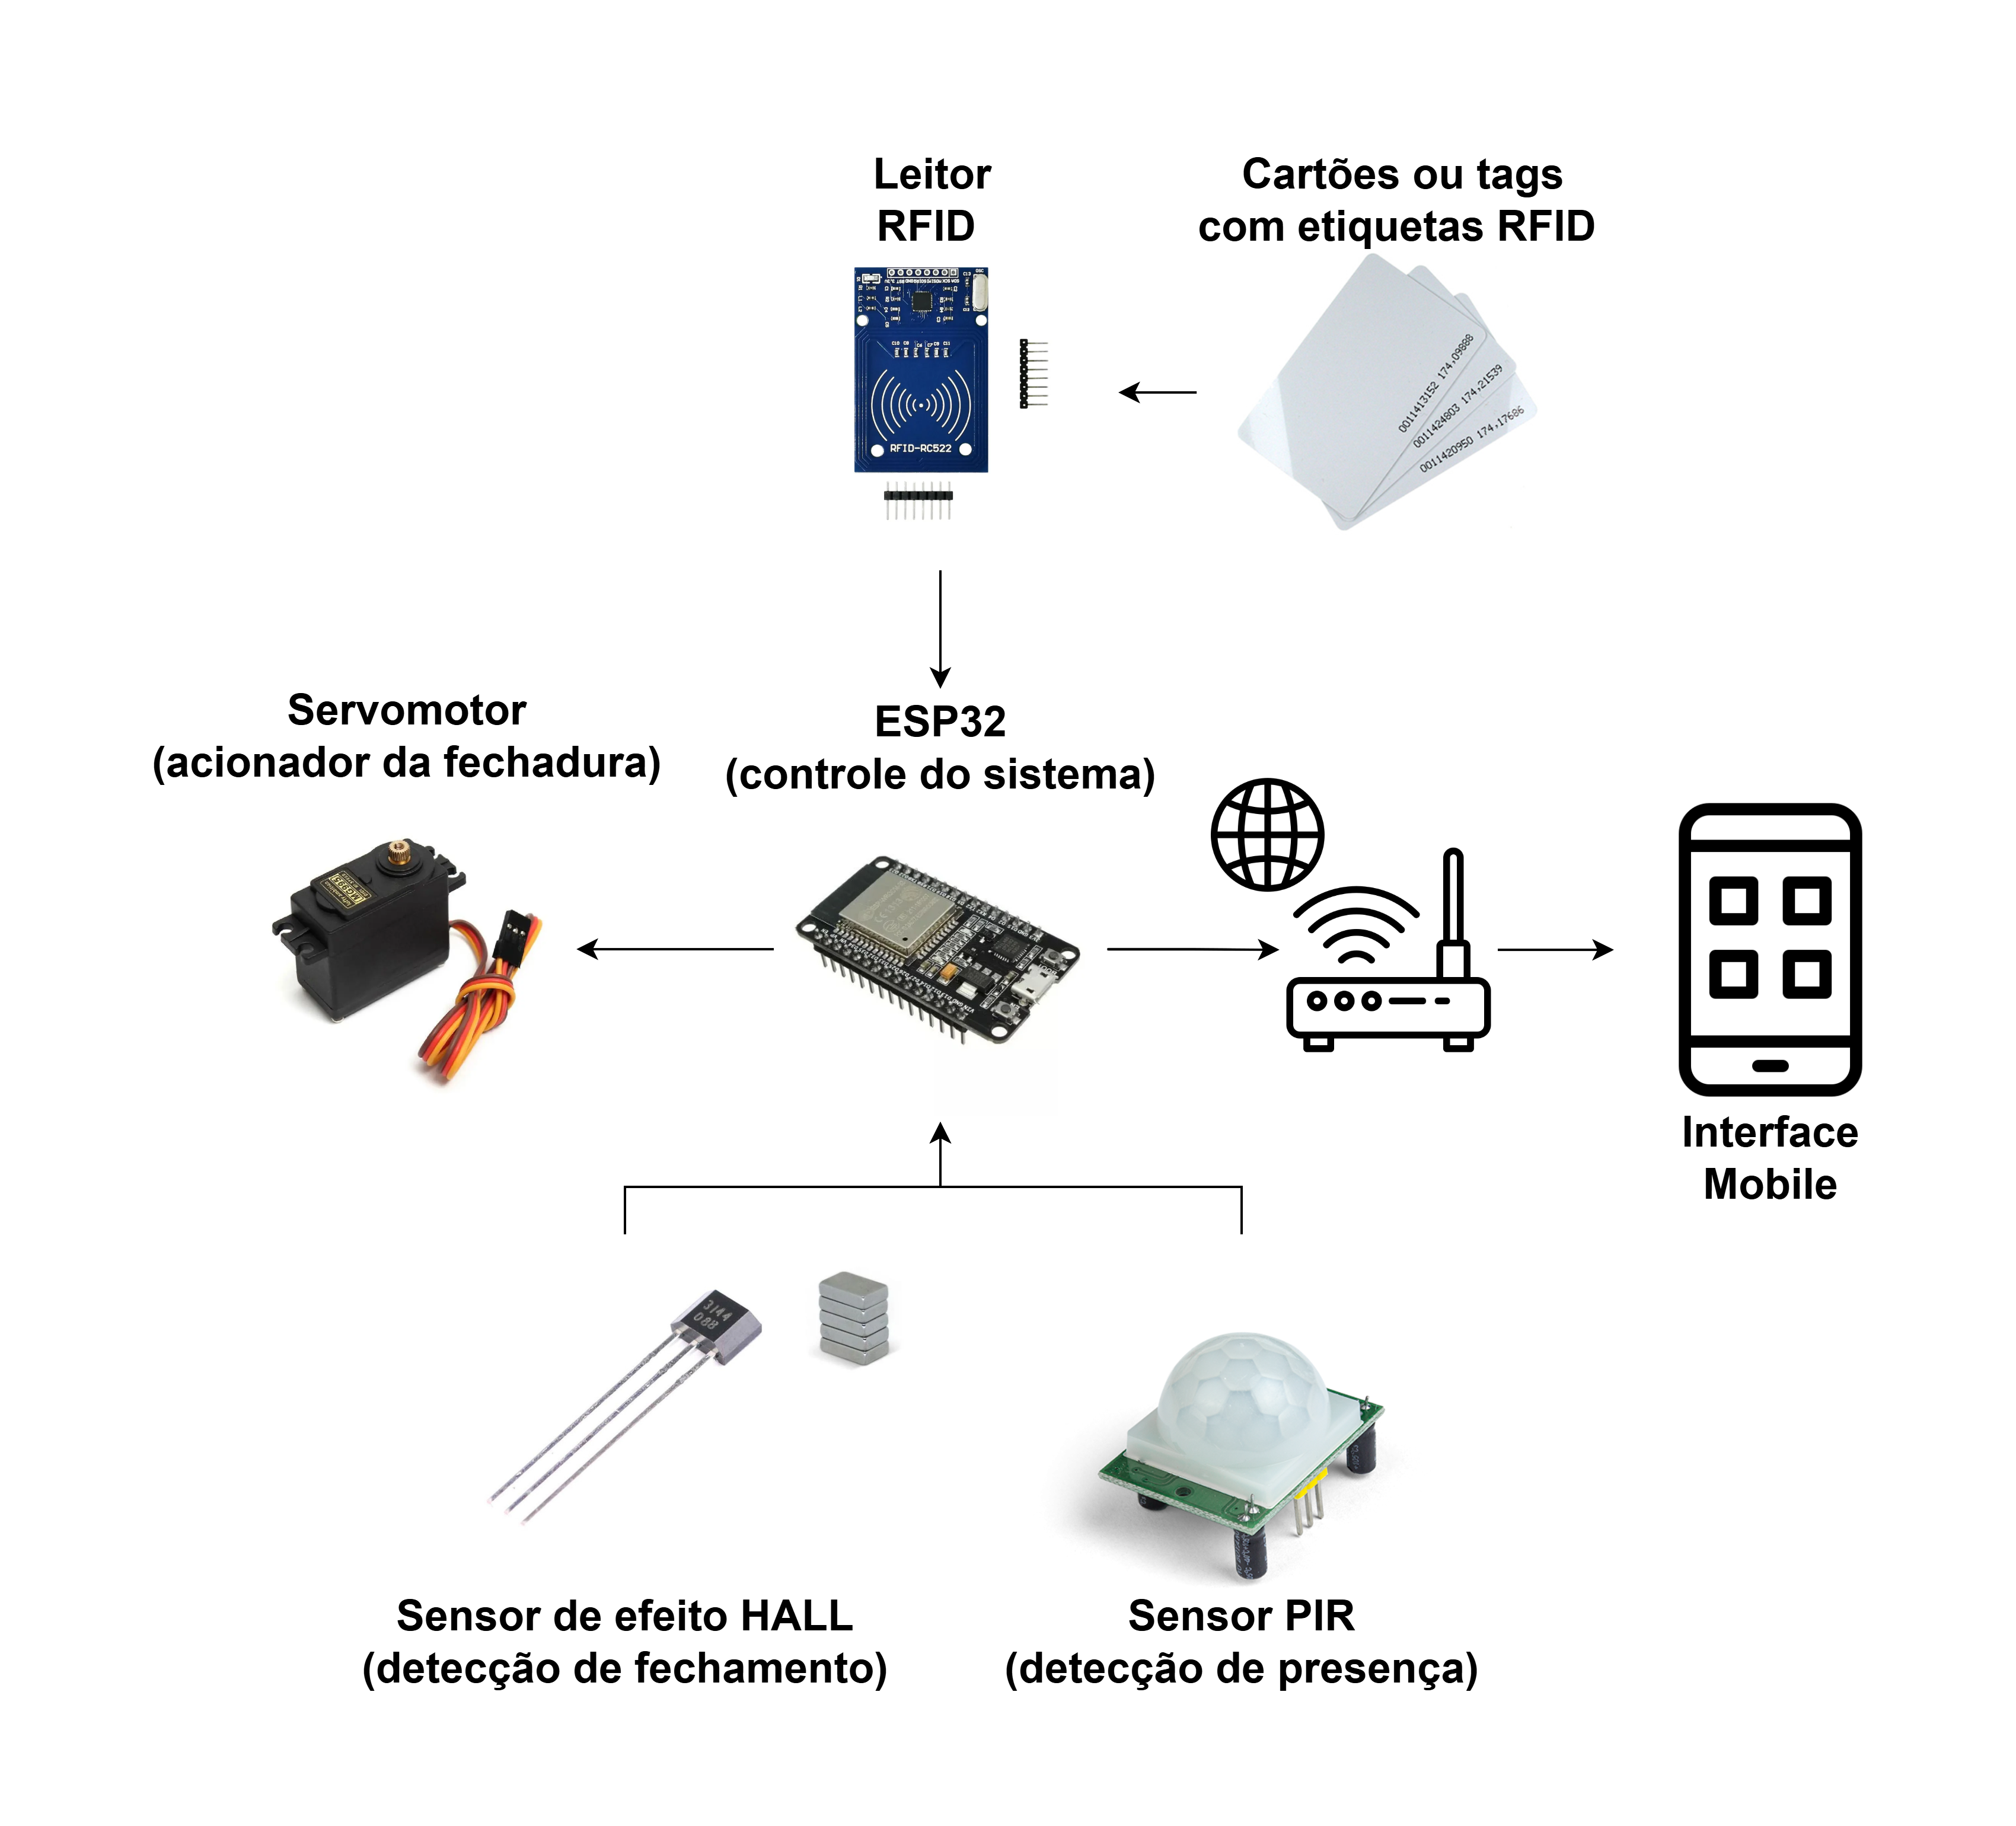 Leitor
RFID
Cartões ou tags
com etiquetas RFID
RFID-RC522
0011413152 174,09888
0011424803 174,21539
0011420950 174,17686
Servomotor
(acionador da fechadura)
ESP32
(controle do sistema)
Interface
Mobile
3144
088
Sensor de efeito HALL
(detecção de fechamento)
Sensor PIR
(detecção de presença)